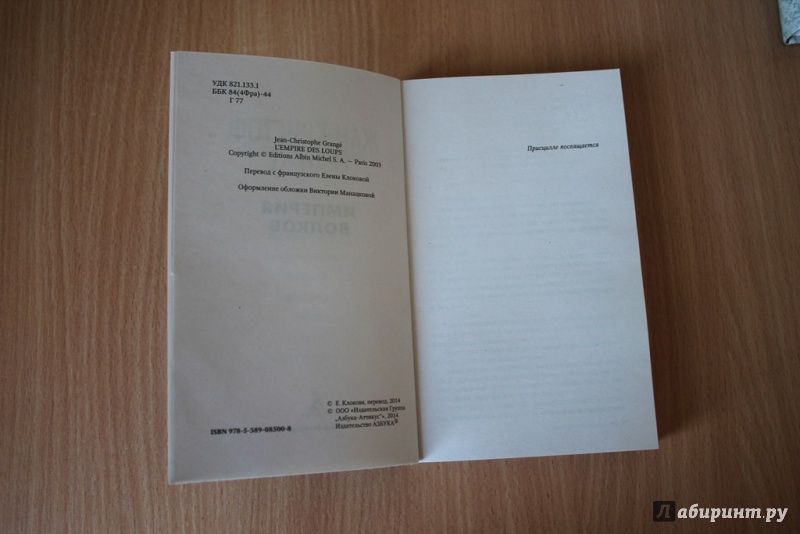 УДК 821.133.1
ББК 84(4Фра)-44
Г 77
Jean-Christophe Grangé
L'EMPIRE DES LOUPS
Copyright © Editions Albin Michel S. A. — Paris 2003
Перевод с французского Елены Клоковой
Оформление обложки Виктории Манацковой
ИМПЕРИЯ
ВОЛКОВ
© Е. Клокова, перевод, 2014
© ООО «Издательская Группа
„Азбука-Аттикус“», 2014
Издательство АЗБУКА®
ISBN 978-5-389-08500-8
Присцилле посвящается
Лабиринт.ру